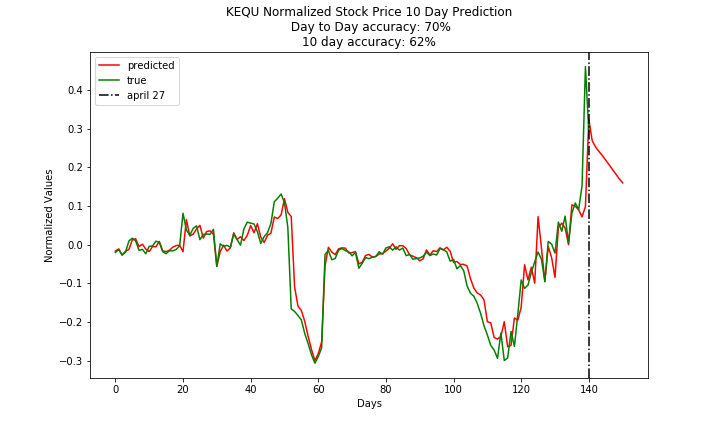 KEQU Normalized Stock Price 10 Day Prediction
Day to Day accuracy: 70%
10 day accuracy: 62%
predicted
true
april 27
Normalized Values
0.4
0.3
0.2
0.1
0.0
−0.1
−0.2
−0.3
0 20 40 60 80 100 120 140
Days